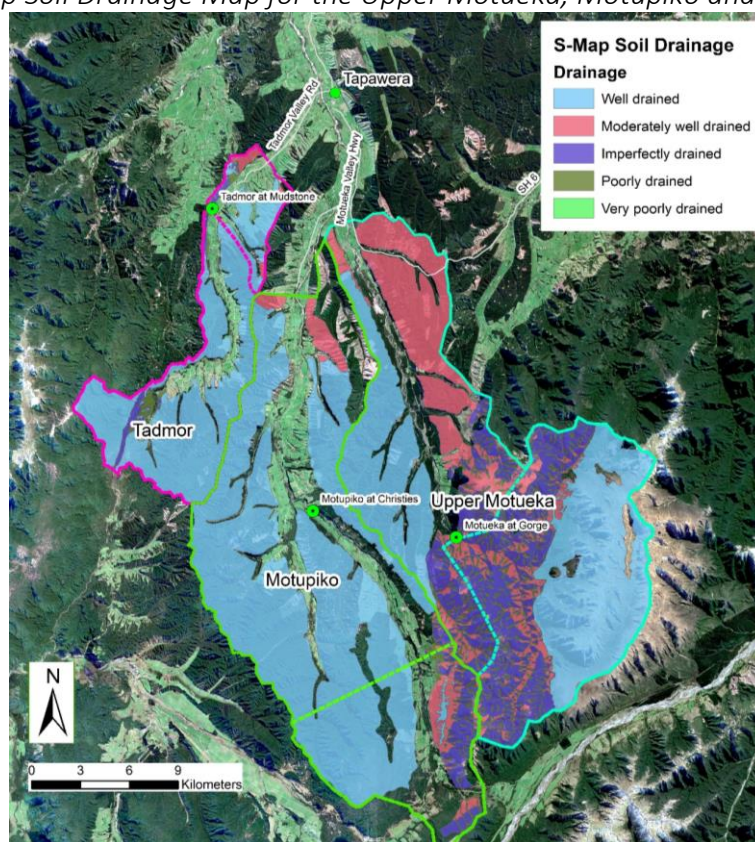 Soil Drainage Map for the Upper Motueka, Motupiko and
S-Map Soil Drainage
Drainage
Well drained
Moderately well drained
Imperfectly drained
Poorly drained
Very poorly drained
Tapawera
Tadmor Valley Rd
Motueka Valley Hwy
SH 6
Tadmor at Mudstone
Tadmor
Upper Motueka
Motupiko at Christies
Motueka at Gorge
Motupiko
N
0 3 6 9
Kilometers